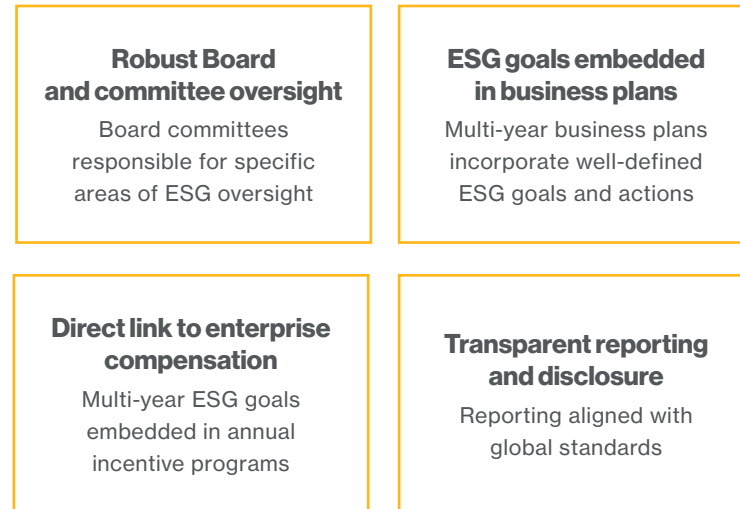 Robust Board
and committee oversight
Board committees
responsible for specific
areas of ESG oversight
ESG goals embedded
in business plans
Multi-year business plans
incorporate well-defined
ESG goals and actions
Direct link to enterprise
compensation
Multi-year ESG goals
embedded in annual
incentive programs
Transparent reporting
and disclosure
Reporting aligned with
global standards